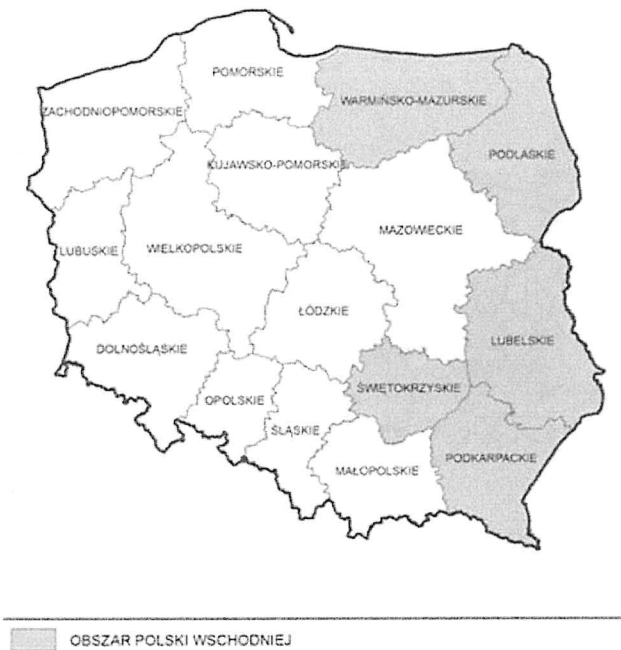 POMORSKIE
WARMIŃSKO-MAZURSKIE
ZACHODNIOPOMORSKIE
PODLASKIE
KUJAWSKO-POMORSKIE
MAZOWIECKIE
LUBUSKIE
WIELKOPOLSKIE
ŁÓDZKIE
LUBELSKIE
DOLNOŚLĄSKIE
ŚWIĘTOKRZYSKIE
OPOLSKIE
ŚLĄSKIE
PODKARPACKIE
MAŁOPOLSKIE
OBSZAR POLSKI WSCHODNIEJ